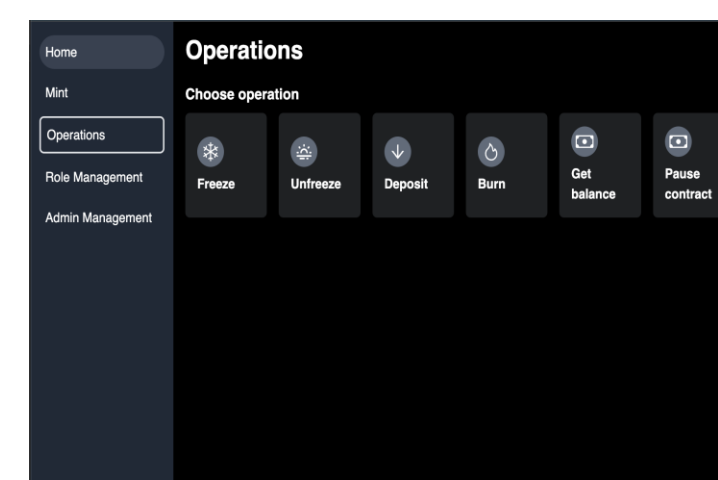 Home
Mint
Operations
Role Management
Admin Management
Operations
Choose operation
Freeze
Unfreeze
Deposit
Burn
Get
balance
Pause
contract